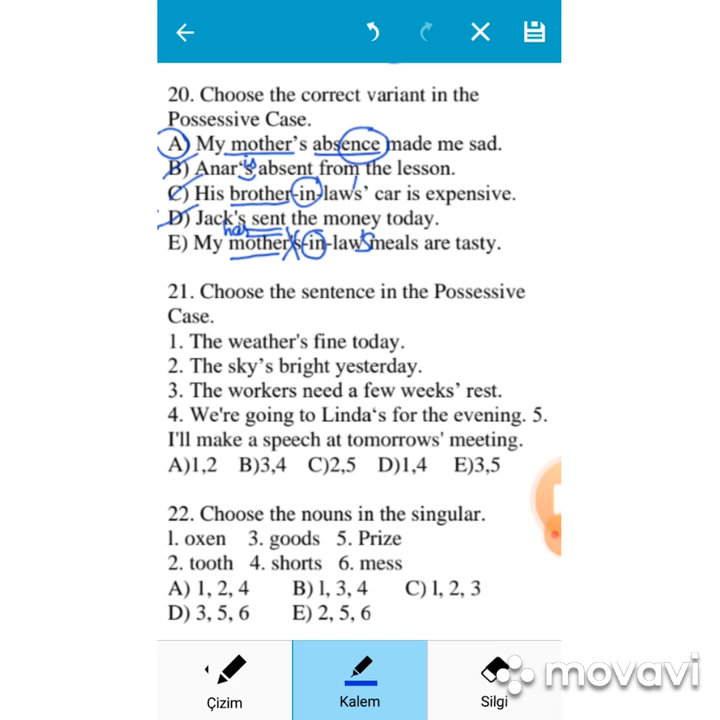 20. Choose the correct variant in the
Possessive Case.
A) My mother's absence made me sad.
is
B) Anar's absent from the lesson.
C) His brother-in-laws' car is expensive.
D) Jack's sent the money today.
has
E) My mother's-in-law's meals are tasty.
21. Choose the sentence in the Possessive
Case.
1. The weather's fine today.
2. The sky's bright yesterday.
3. The workers need a few weeks' rest.
4. We're going to Linda's for the evening. 5.
I'll make a speech at tomorrows' meeting.
A)1,2 B)3,4 C)2,5 D)1,4 E)3,5
22. Choose the nouns in the singular.
1. oxen 3. goods 5. Prize
2. tooth 4. shorts 6. mess
A) 1, 2, 4 B) 1, 3, 4 C) 1, 2, 3
D) 3, 5, 6 E) 2, 5, 6
Çizim Kalem Silgi
movavi